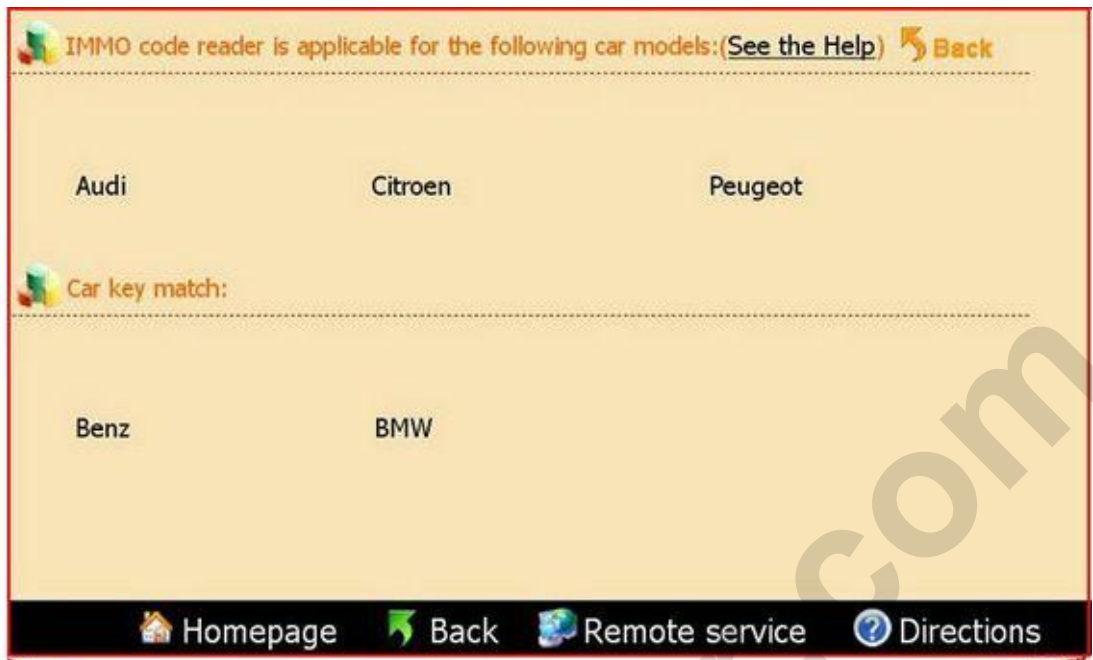 IMMO code reader is applicable for the following car models:(See the Help) Back
Audi Citroen Peugeot
Car key match:
Benz BMW
com
Homepage Back Remote service Directions